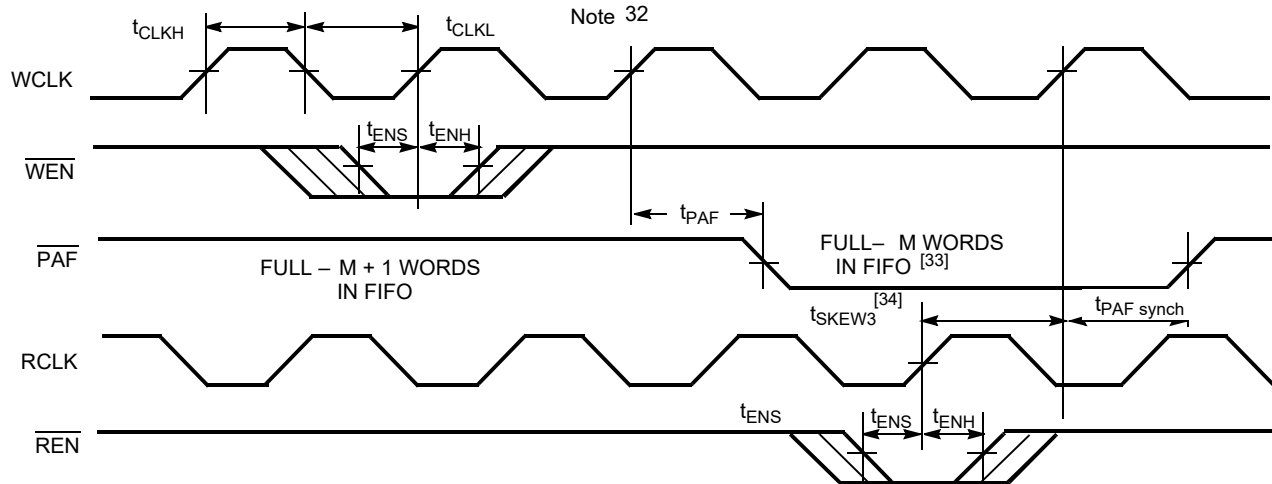 Note 32
tCLKH
tCLKL
WCLK
tENS
tENH
WEN
tPAF
PAF
FULL – M + 1 WORDS
IN FIFO
FULL– M WORDS
IN FIFO [33]
[34]
tSKEW3
tPAF synch
RCLK
tENS
tENS
tENH
REN